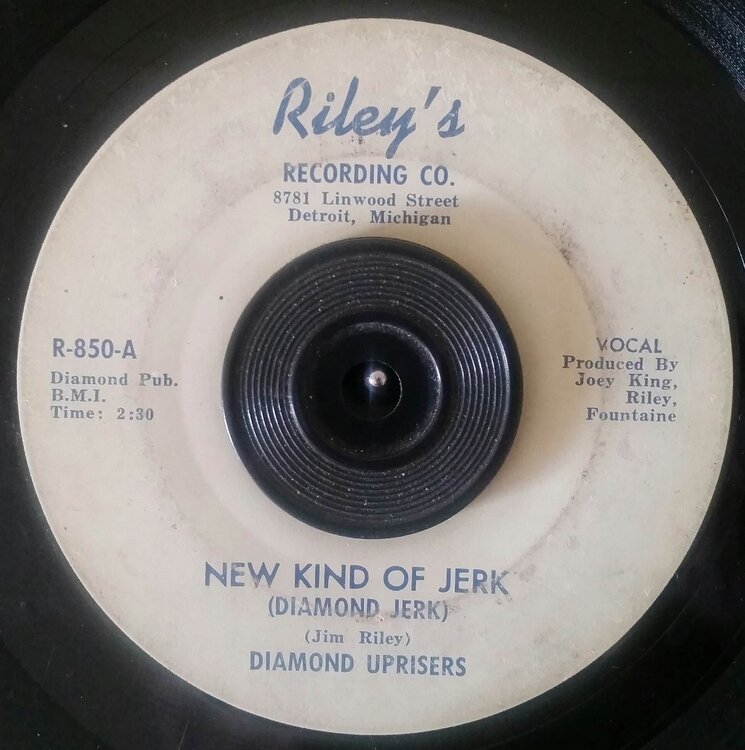 Riley's
RECORDING CO.
8781 Linwood Street
Detroit, Michigan
R-850-A
Diamond Pub.
B.M.I.
Time: 2:30
VOCAL
Produced By
Joey King,
Riley,
Fountaine
NEW KIND OF JERK
(DIAMOND JERK)
(Jim Riley)
DIAMOND UPRISERS